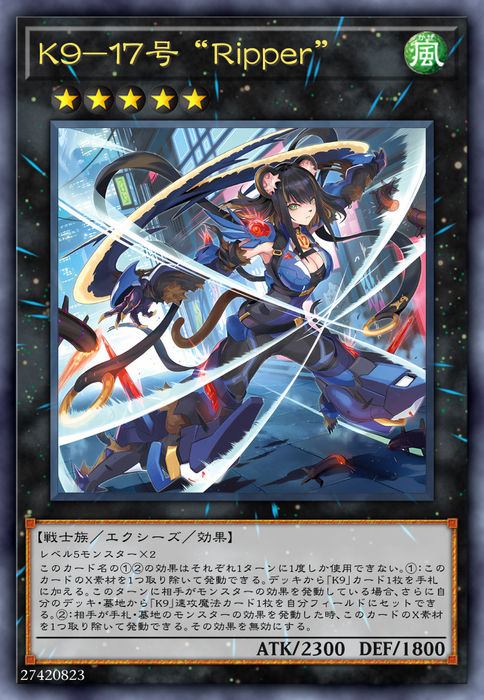 K9－17号 “Ripper”
かぜ
風
【戦士族／エクシーズ／効果】
レベル5モンスター×2
このカード名の①②の効果はそれぞれ1ターンに1度しか使用できない。①：この
カードのX素材を1つ取り除いて発動できる。デッキから｢K9｣カード1枚を手札
に加える。このターンに相手がモンスターの効果を発動している場合、さらに自
分のデッキ・墓地から｢K9｣速攻魔法カード1枚を自分フィールドにセットでき
る。②：相手が手札・墓地のモンスターの効果を発動した時、このカードのX素材
を1つ取り除いて発動できる。その効果を無効にする。
ATK/2300 DEF/1800
27420823